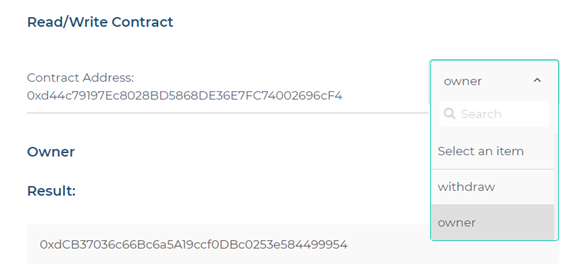 Read/Write Contract
Contract Address:
0xd44c79197Ec8028BD5868DE36E7FC74002696cF4
owner
Search
Select an item
withdraw
owner
Owner
Result:
0xdCB37036c66Bc6a5A19ccf0DBc0253e584499954